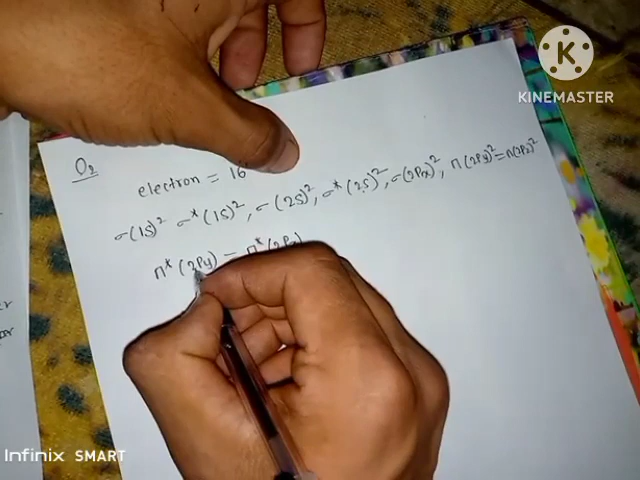 O2
electron = 16
σ(1S)² σ*(1S)², σ(2S)², σ*(2S)², σ(2Px)², π(2Py)² = π(2Pz)²
π*(2Py) = π*(2Pz)
KINEMASTER
Infinix SMART